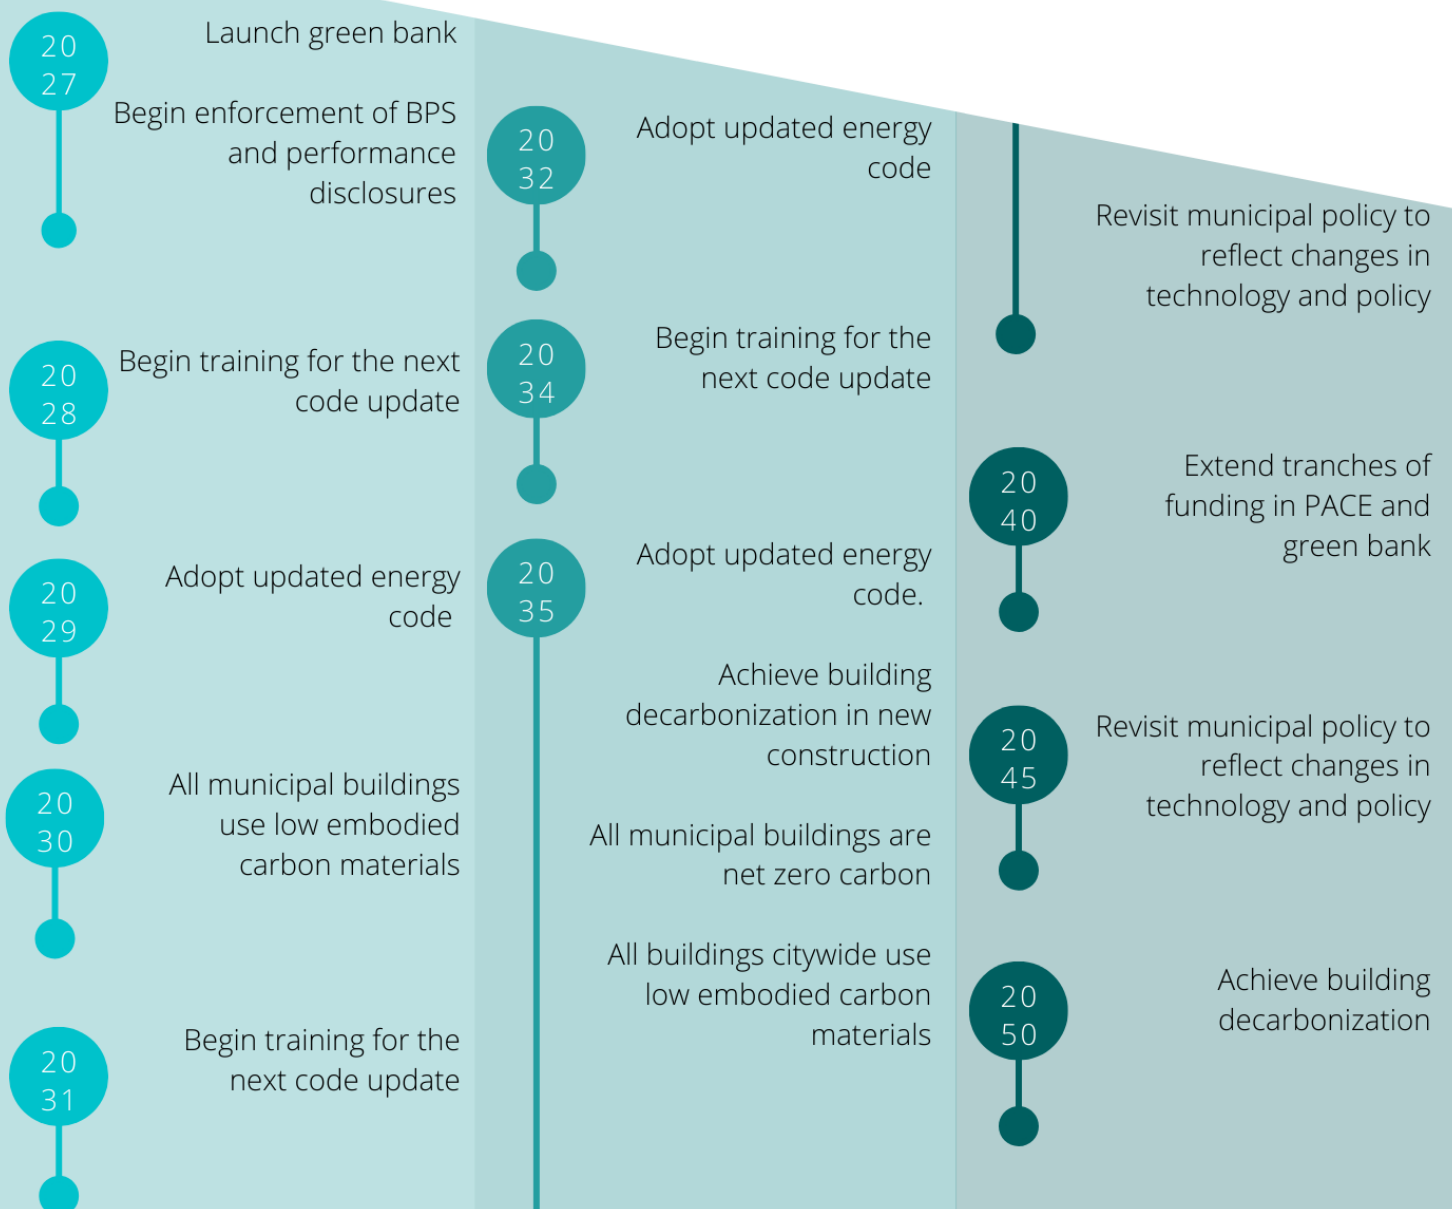 20
27
Launch green bank
Begin enforcement of BPS
and performance
disclosures
20
28
Begin training for the next
code update
20
29
Adopt updated energy
code
20
30
All municipal buildings
use low embodied
carbon materials
20
31
Begin training for the
next code update
20
32
Adopt updated energy
code
20
34
Begin training for the
next code update
20
35
Adopt updated energy
code.
Achieve building
decarbonization in new
construction
All municipal buildings are
net zero carbon
All buildings citywide use
low embodied carbon
materials
Revisit municipal policy to
reflect changes in
technology and policy
20
40
Extend tranches of
funding in PACE and
green bank
20
45
Revisit municipal policy to
reflect changes in
technology and policy
20
50
Achieve building
decarbonization